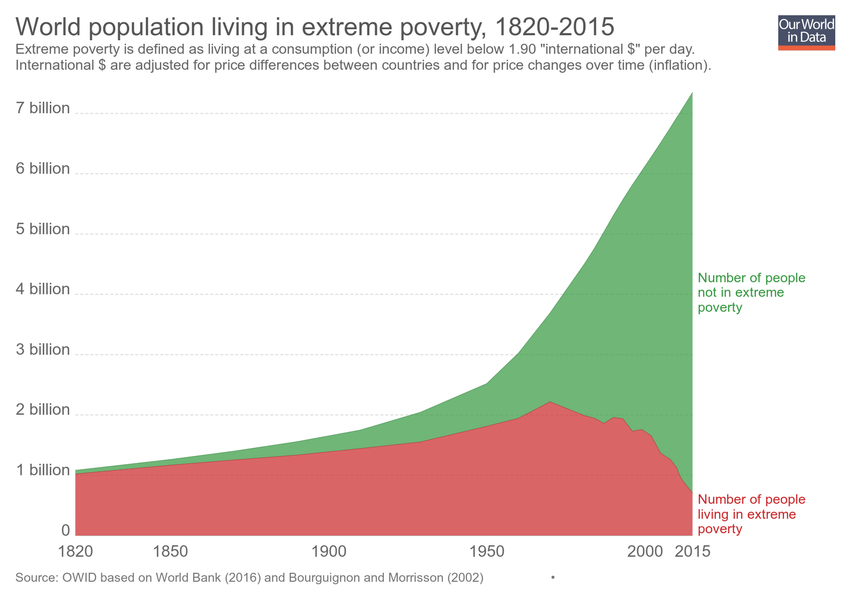 World population living in extreme poverty, 1820-2015
Our World
in Data
Extreme poverty is defined as living at a consumption (or income) level below 1.90 "international $" per day.
International $ are adjusted for price differences between countries and for price changes over time (inflation).
7 billion
6 billion
5 billion
4 billion
3 billion
2 billion
1 billion
0
Number of people
not in extreme
poverty
Number of people
living in extreme
poverty
1820
1850
1900
1950
2000
2015
Source: OWID based on World Bank (2016) and Bourguignon and Morrisson (2002)
•